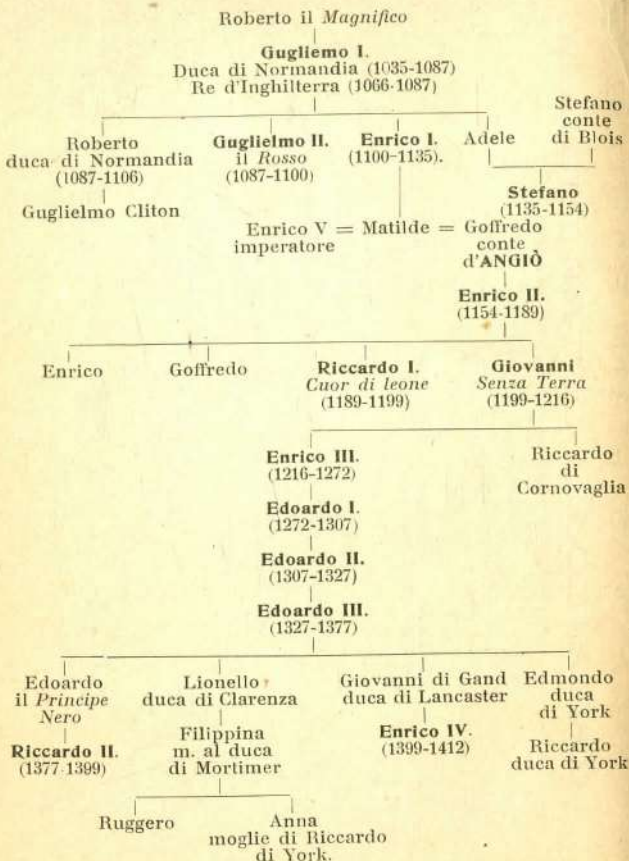 Roberto il Magnifico
Gugliemo I.
Duca di Normandia (1035-1087)
Re d'Inghilterra (1066-1087)
Roberto
duca di Normandia
(1087-1106)
Guglielmo Cliton
Guglielmo II.
il Rosso
(1087-1100)
Enrico I.
(1100-1135).
Adele
Stefano
conte
di Blois
Stefano
(1135-1154)
Enrico V = Matilde = Goffredo
imperatore
conte
d'ANGIÒ
Enrico II.
(1154-1189)
Enrico
Goffredo
Riccardo I.
Cuor di leone
(1189-1199)
Giovanni
Senza Terra
(1199-1216)
Enrico III.
(1216-1272)
Riccardo
di
Cornovaglia
Edoardo I.
(1272-1307)
Edoardo II.
(1307-1327)
Edoardo III.
(1327-1377)
Edoardo
il Principe
Nero
Riccardo II.
(1377-1399)
Lionello
duca di Clarenza
Filippina
m. al duca
di Mortimer
Giovanni di Gand
duca di Lancaster
Enrico IV.
(1399-1412)
Edmondo
duca
di York
Riccardo
duca di York
Ruggero
Anna
moglie di Riccardo
di York.